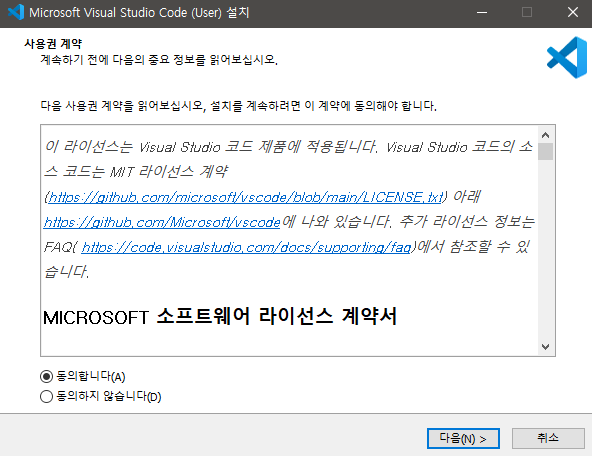 Microsoft Visual Studio Code (User) 설치
사용권 계약
계속하기 전에 다음의 중요 정보를 읽어보십시오.
다음 사용권 계약을 읽어보십시오, 설치를 계속하려면 이 계약에 동의해야 합니다.
이 라이선스는 Visual Studio 코드 제품에 적용됩니다. Visual Studio 코드의 소
스 코드는 MIT 라이선스 계약
(https://github.com/microsoft/vscode/blob/main/LICENSE.txt) 아래
https://github.com/Microsoft/vscode에 나와 있습니다. 추가 라이선스 정보는
FAQ( https://code.visualstudio.com/docs/supporting/faq)에서 참조할 수 있
습니다.
MICROSOFT 소프트웨어 라이선스 계약서
동의합니다(A)
동의하지 않습니다(D)
다음(N) >
취소